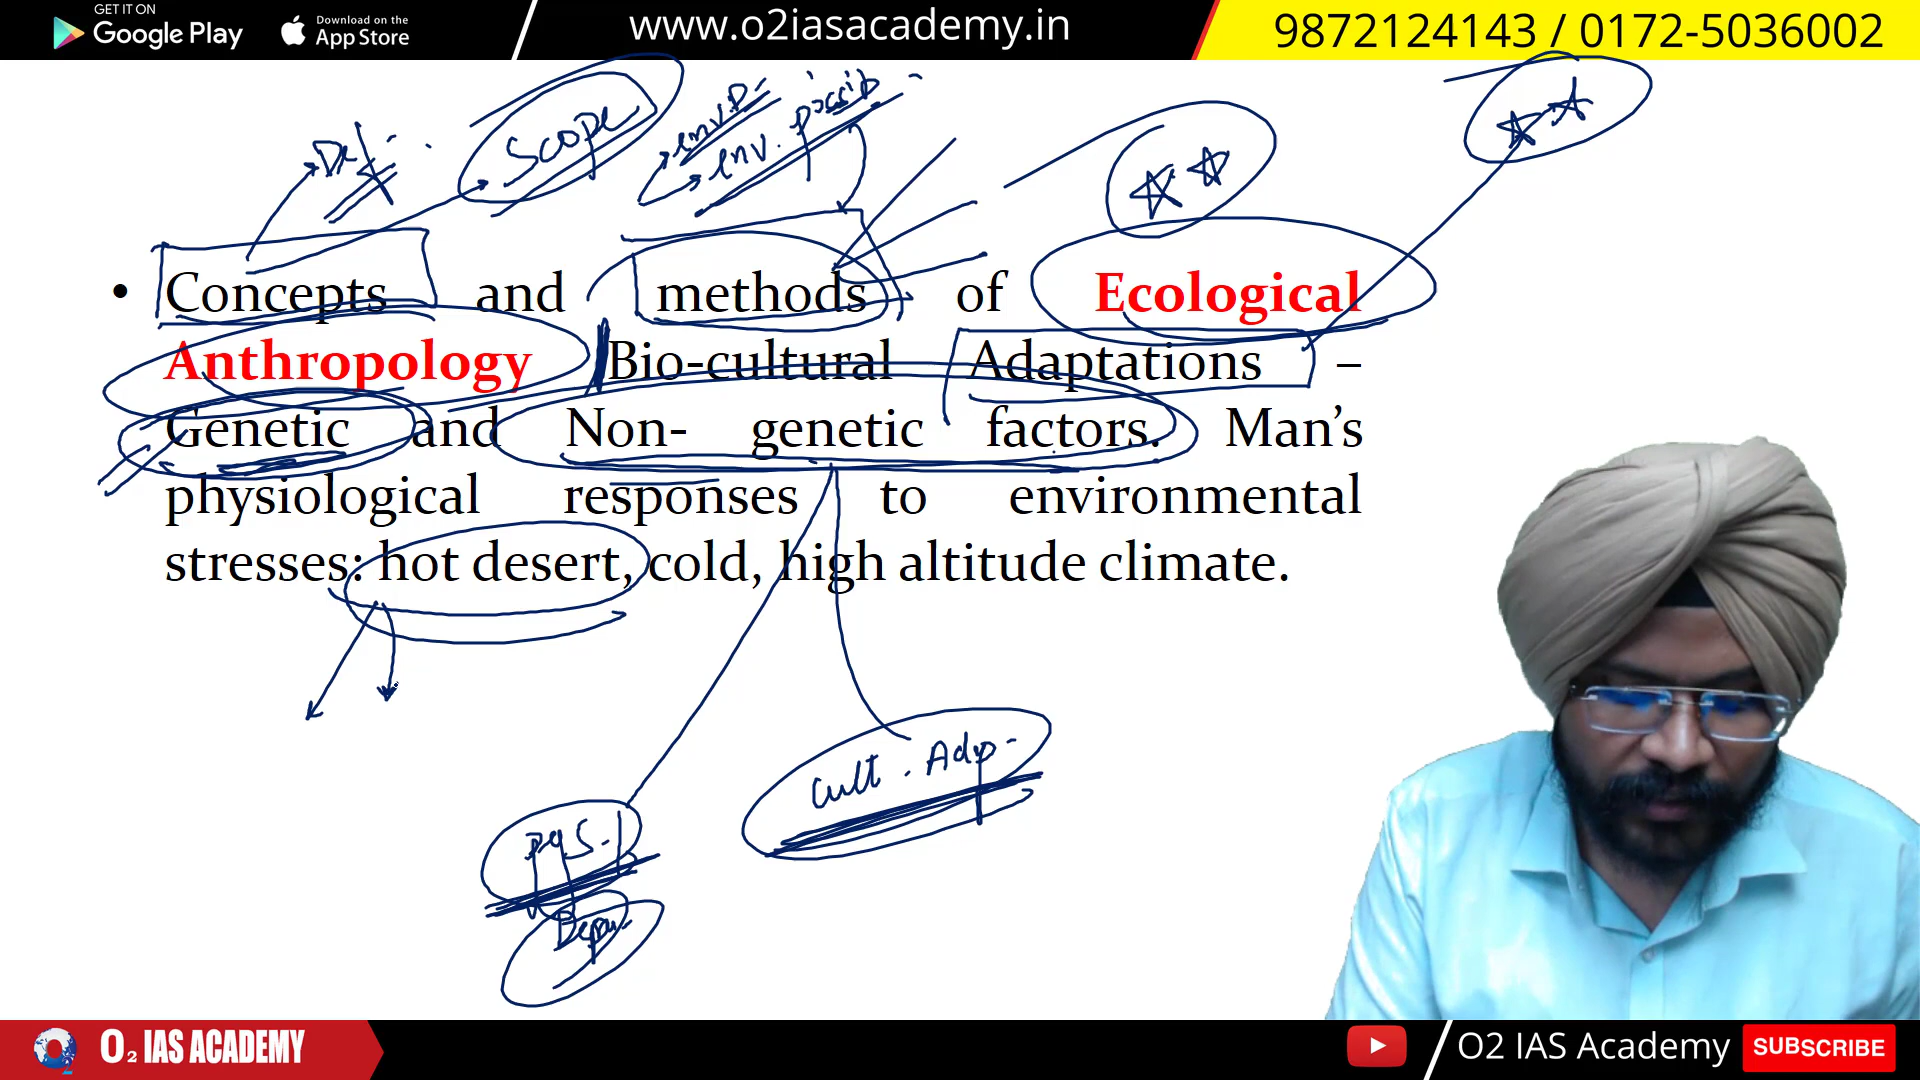 GET IT ON
Google Play
Download on the
App Store
www.o2iasacademy.in
9872124143 / 0172-5036002
Scope
env. possib
• Concepts and methods of Ecological
Anthropology Bio-cultural Adaptations –
Genetic and Non- genetic factors. Man’s
physiological responses to environmental
stresses: hot desert, cold, high altitude climate.
Cult. Adp-
O2 IAS ACADEMY
O2 IAS Academy
SUBSCRIBE